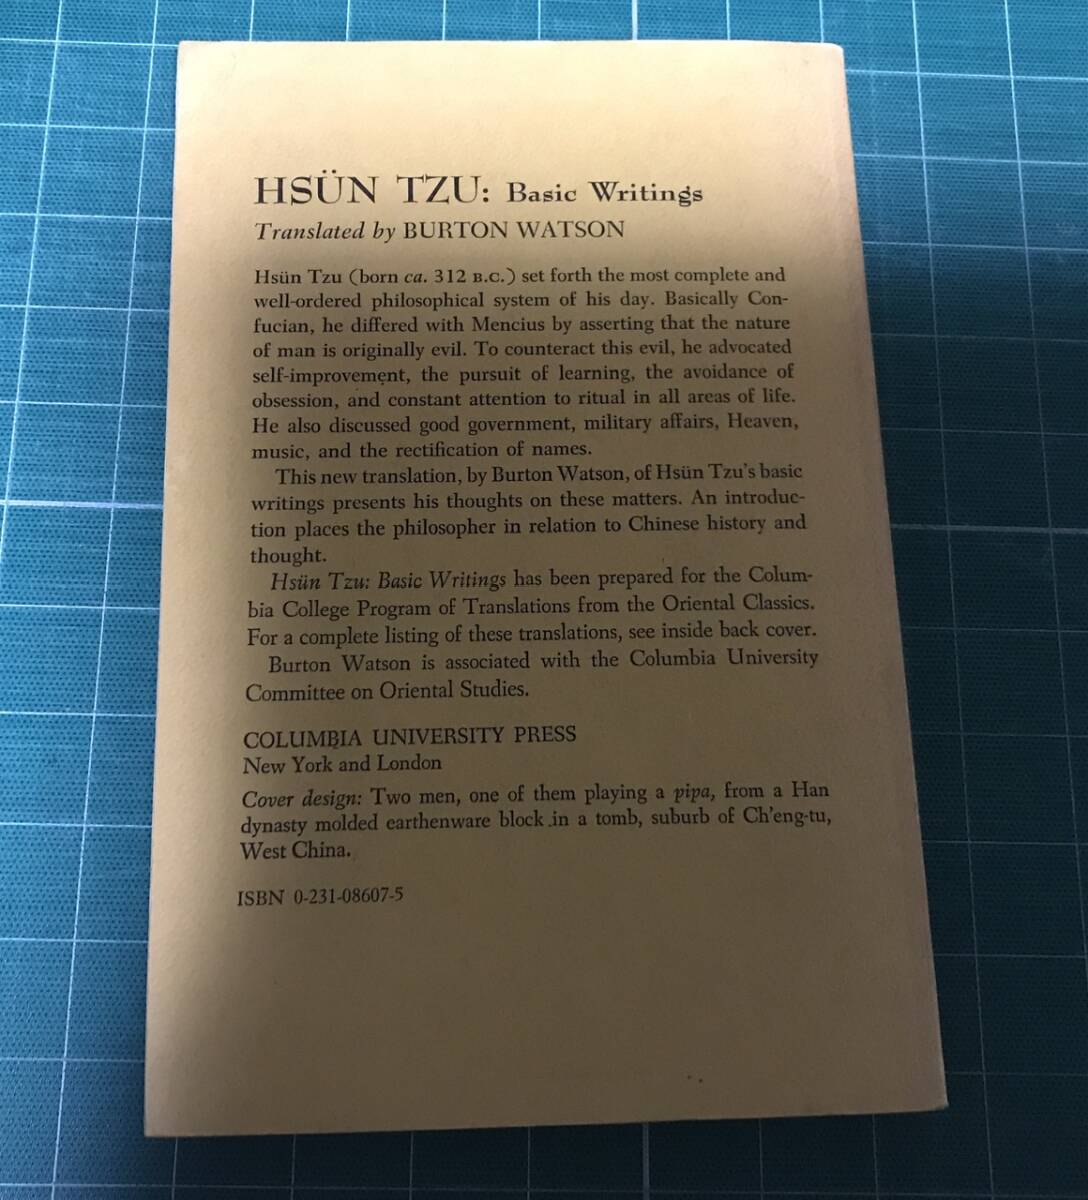 HSÜN TZU: Basic Writings
Translated by BURTON WATSON
Hsün Tzu (born ca. 312 B.C.) set forth the most complete and
well-ordered philosophical system of his day. Basically Con-
fucian, he differed with Mencius by asserting that the nature
of man is originally evil. To counteract this evil, he advocated
self-improvement, the pursuit of learning, the avoidance of
obsession, and constant attention to ritual in all areas of life.
He also discussed good government, military affairs, Heaven,
music, and the rectification of names.
This new translation, by Burton Watson, of Hsün Tzu's basic
writings presents his thoughts on these matters. An introduc-
tion places the philosopher in relation to Chinese history and
thought.
Hsün Tzu: Basic Writings has been prepared for the Colum-
bia College Program of Translations from the Oriental Classics.
For a complete listing of these translations, see inside back cover.
Burton Watson is associated with the Columbia University
Committee on Oriental Studies.
COLUMBIA UNIVERSITY PRESS
New York and London
Cover design: Two men, one of them playing a pipa, from a Han
dynasty molded earthenware block in a tomb, suburb of Ch'eng-tu,
West China.
ISBN 0-231-08607-5